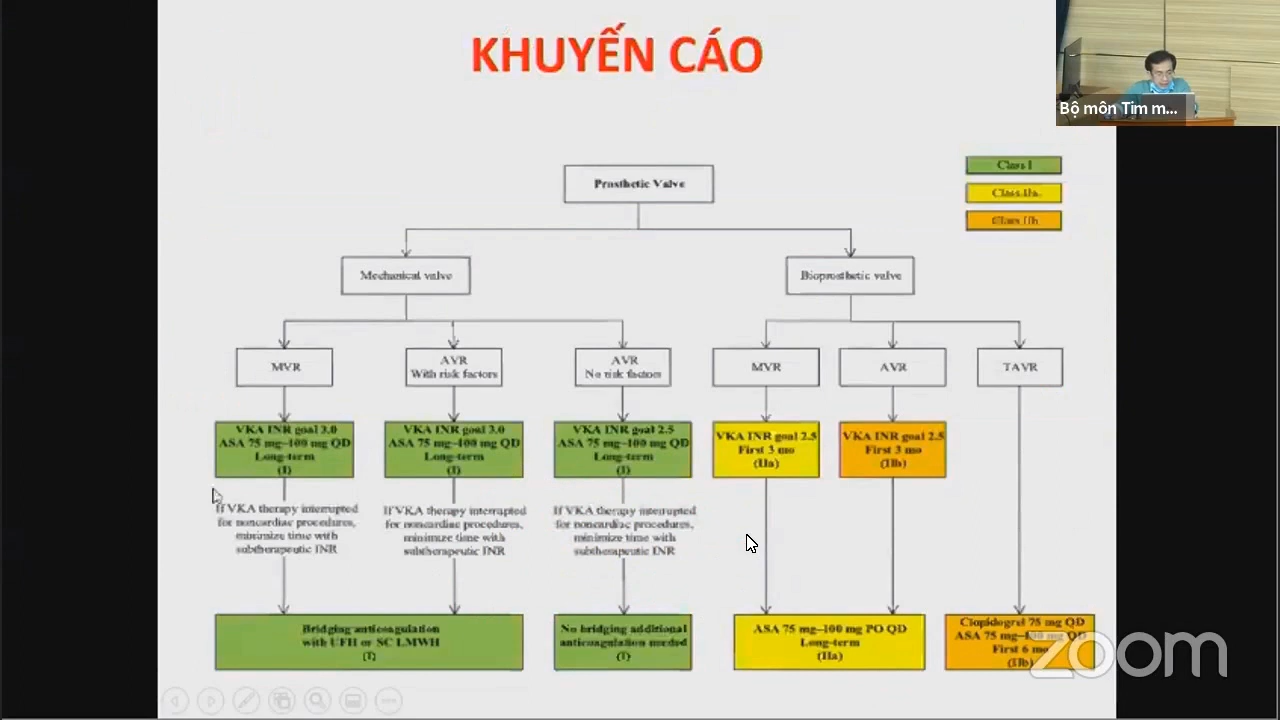 KHUYẾN CÁO
Bộ môn Tim m...
Class I
Class IIa
Class IIb
Prosthetic Valve
Mechanical valve
Bioprosthetic valve
MVR
AVR
With risk factors
AVR
No risk factors
MVR
AVR
TAVR
VKA INR goal 3.0
ASA 75 mg–100 mg QD
Long-term
(I)
VKA INR goal 3.0
ASA 75 mg–100 mg QD
Long-term
(I)
VKA INR goal 2.5
ASA 75 mg–100 mg QD
Long-term
(I)
VKA INR goal 2.5
First 3 mo
(IIa)
VKA INR goal 2.5
First 3 mo
(IIb)
If VKA therapy interrupted
for noncardiac procedures,
minimize time with
subtherapeutic INR
If VKA therapy interrupted
for noncardiac procedures,
minimize time with
subtherapeutic INR
If VKA therapy interrupted
for noncardiac procedures,
minimize time with
subtherapeutic INR
Bridging anticoagulation
with UFH or SC LMWH
(I)
No bridging additional
anticoagulation needed
(I)
ASA 75 mg–100 mg PO QD
Long-term
(IIa)
Clopidogrel 75 mg QD
ASA 75 mg–100 mg QD
First 6 mo
(IIb)
zoom